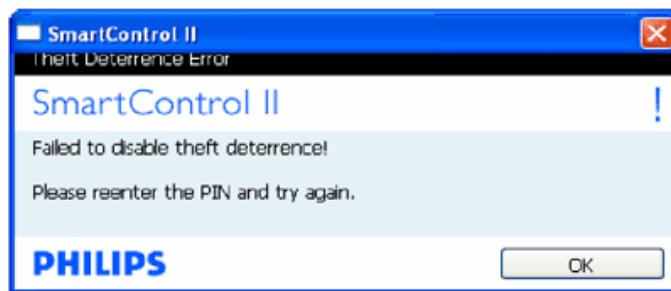 SmartControl II
Theft Deterrence Error
SmartControl II
!
Failed to disable theft deterrence!
Please reenter the PIN and try again.
PHILIPS
OK